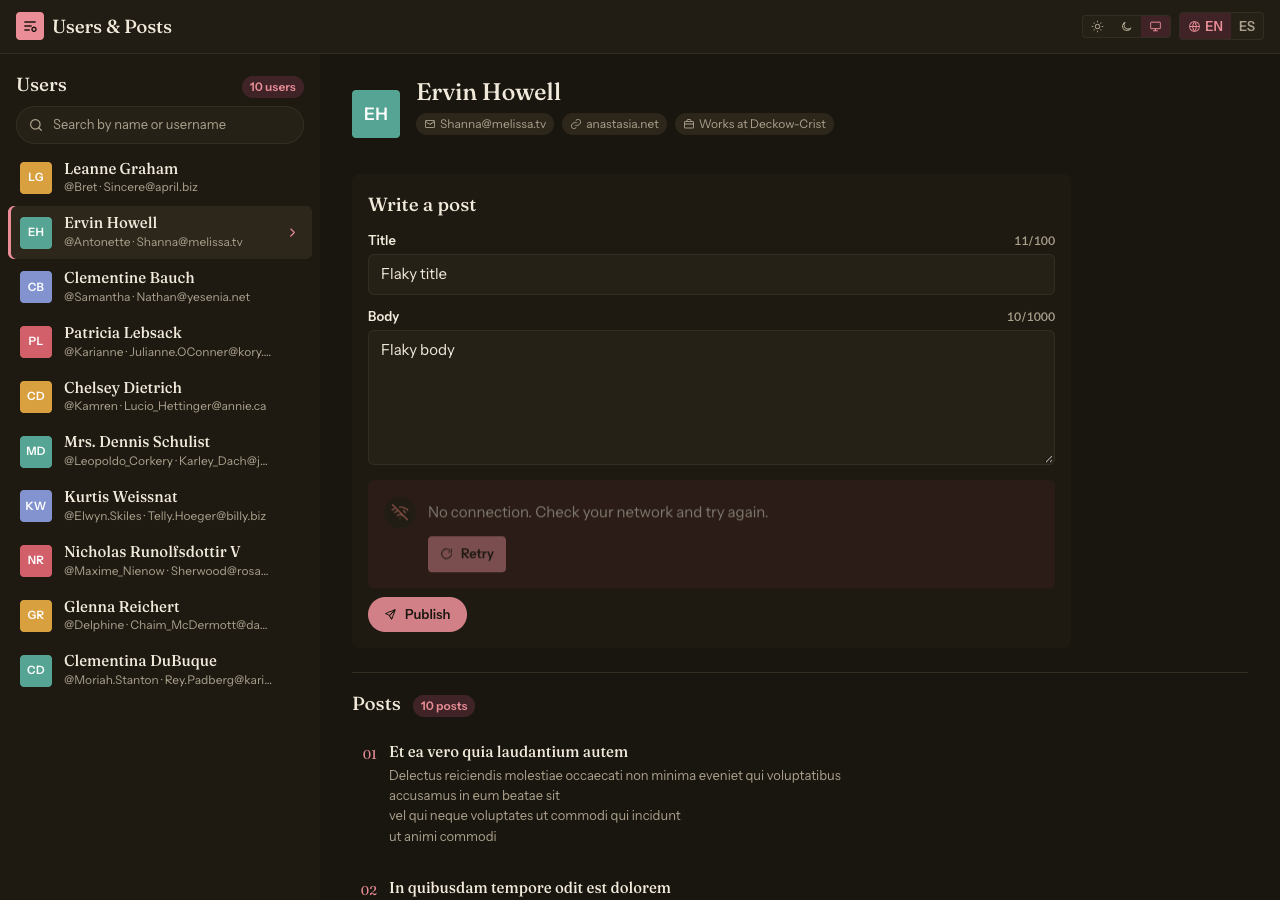 Users & Posts
EN
ES
Users
10 users
Search by name or username
LG
Leanne Graham
@Bret · Sincere@april.biz
EH
Ervin Howell
@Antonette · Shanna@melissa.tv
CB
Clementine Bauch
@Samantha · Nathan@yesenia.net
PL
Patricia Lebsack
@Karianne · Julianne.OConner@kory....
CD
Chelsey Dietrich
@Kamren · Lucio_Hettinger@annie.ca
MD
Mrs. Dennis Schulist
@Leopoldo_Corkery · Karley_Dach@j...
KW
Kurtis Weissnat
@Elwyn.Skiles · Telly.Hoeger@billy.biz
NR
Nicholas Runolfsdottir V
@Maxime_Nienow · Sherwood@rosa...
GR
Glenna Reichert
@Delphine · Chaim_McDermott@da...
CD
Clementina DuBuque
@Moriah.Stanton · Rey.Padberg@kari...
EH
Ervin Howell
Shanna@melissa.tv
anastasia.net
Works at Deckow-Crist
Write a post
Title
11/100
Flaky title
Body
10/1000
Flaky body
No connection. Check your network and try again.
Retry
Publish
Posts
10 posts
01
Et ea vero quia laudantium autem
Delectus reiciendis molestiae occaecati non minima eveniet qui voluptatibus
accusamus in eum beatae sit
vel qui neque voluptates ut commodi qui incidunt
ut animi commodi
02
In quibusdam tempore odit est dolorem